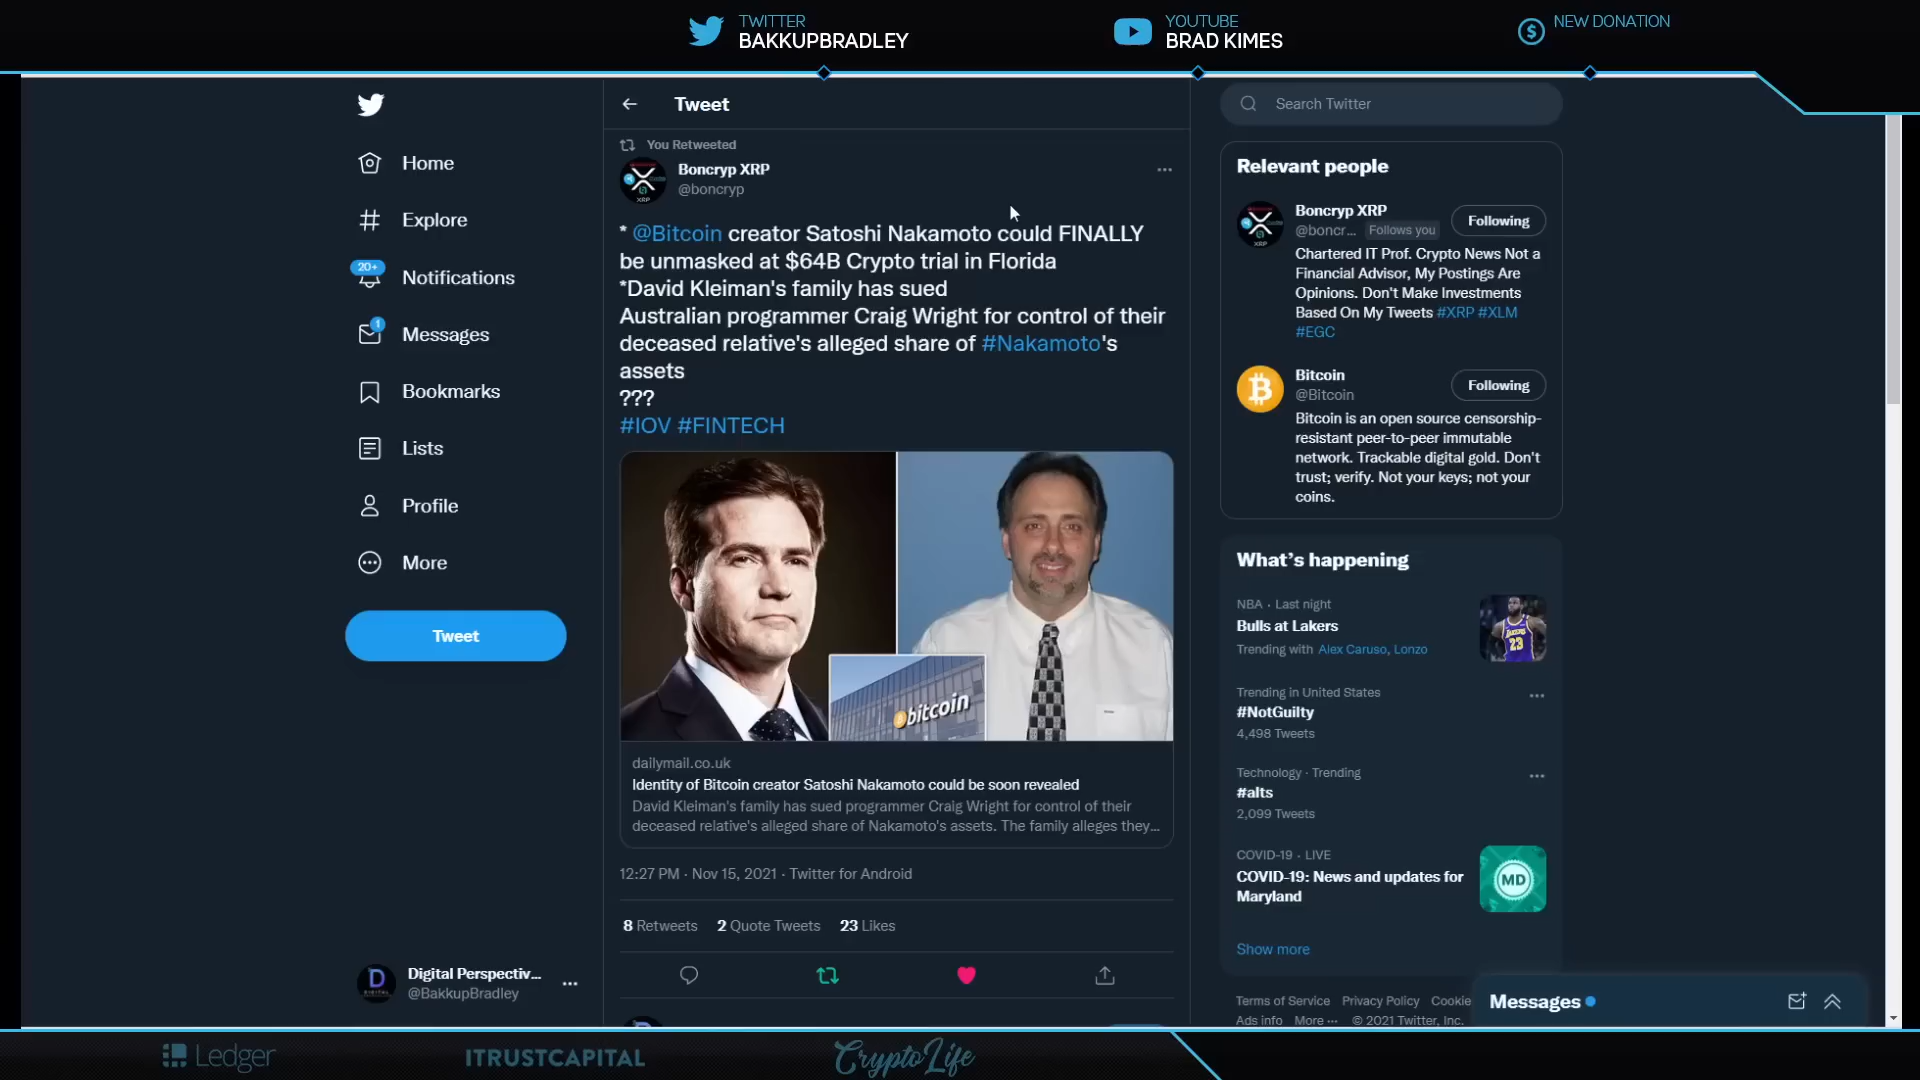 TWITTER
BAKKUPBRADLEY
YOUTUBE
BRAD KIMES
$
NEW DONATION
Home
Explore
20+
Notifications
1
Messages
Bookmarks
Lists
Profile
More
Tweet
D
Digital Perspectiv...
@BakkupBradley
Tweet
You Retweeted
XRP
Boncryp XRP
@boncryp
* @Bitcoin creator Satoshi Nakamoto could FINALLY
be unmasked at $64B Crypto trial in Florida
*David Kleiman's family has sued
Australian programmer Craig Wright for control of their
deceased relative's alleged share of #Nakamoto's
assets
???
#IOV #FINTECH
bitcoin
dailymail.co.uk
Identity of Bitcoin creator Satoshi Nakamoto could be soon revealed
David Kleiman's family has sued programmer Craig Wright for control of their
deceased relative's alleged share of Nakamoto's assets. The family alleges they...
12:27 PM · Nov 15, 2021 · Twitter for Android
8 Retweets 2 Quote Tweets 23 Likes
Search Twitter
Relevant people
XRP
Boncryp XRP
@boncr... Follows you
Following
Chartered IT Prof. Crypto News Not a
Financial Advisor, My Postings Are
Opinions. Don't Make Investments
Based On My Tweets #XRP #XLM
#EGC
Bitcoin
@Bitcoin
Following
Bitcoin is an open source censorship-
resistant peer-to-peer immutable
network. Trackable digital gold. Don't
trust; verify. Not your keys; not your
coins.
What's happening
NBA · Last night
Bulls at Lakers
Trending with Alex Caruso, Lonzo
23
Trending in United States
#NotGuilty
4,498 Tweets
Technology · Trending
#alts
2,099 Tweets
COVID-19 · LIVE
COVID-19: News and updates for
Maryland
MD
Show more
Terms of Service Privacy Policy Cookie
Ads info More ··· © 2021 Twitter, Inc.
Messages
Ledger
ITRUSTCAPITAL
CryptoLife